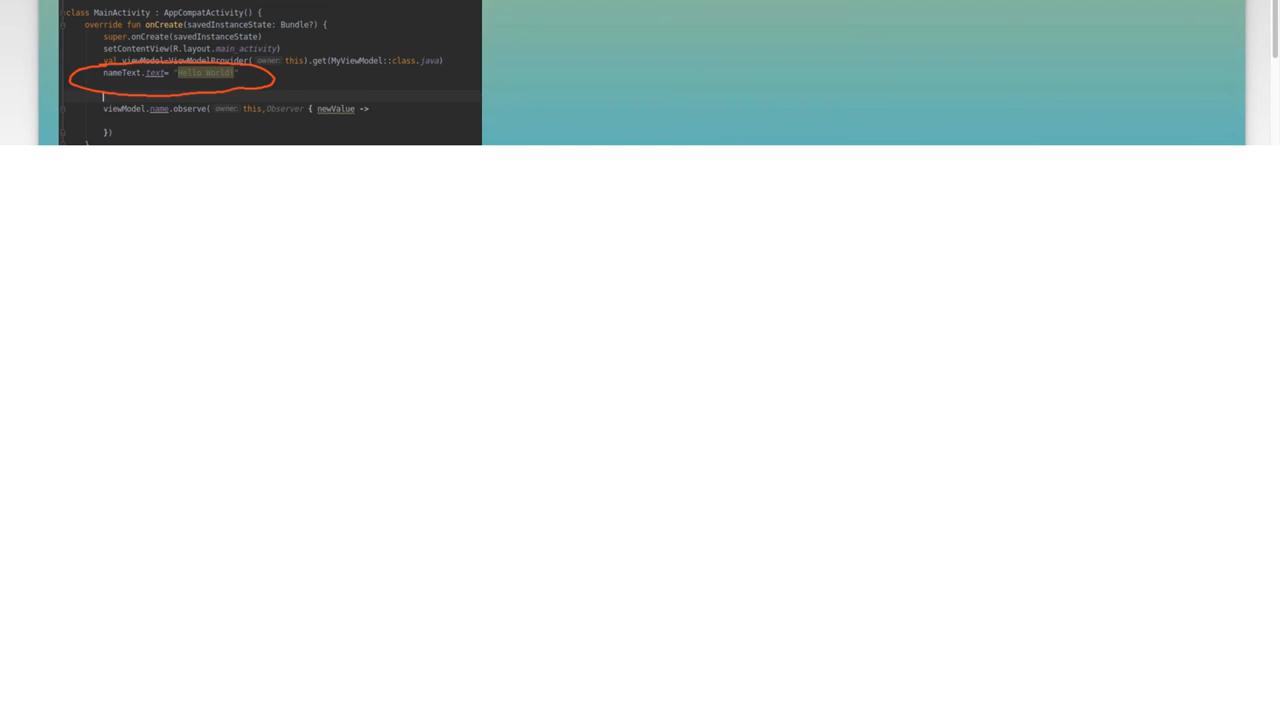 class MainActivity : AppCompatActivity() {
override fun onCreate(savedInstanceState: Bundle?) {
super.onCreate(savedInstanceState)
setContentView(R.layout.main_activity)
val viewModel=ViewModelProvider( owner: this).get(MyViewModel::class.java)
nameText.text= "Hello World!"
viewModel.name.observe( owner: this,Observer { newValue ->
})
}